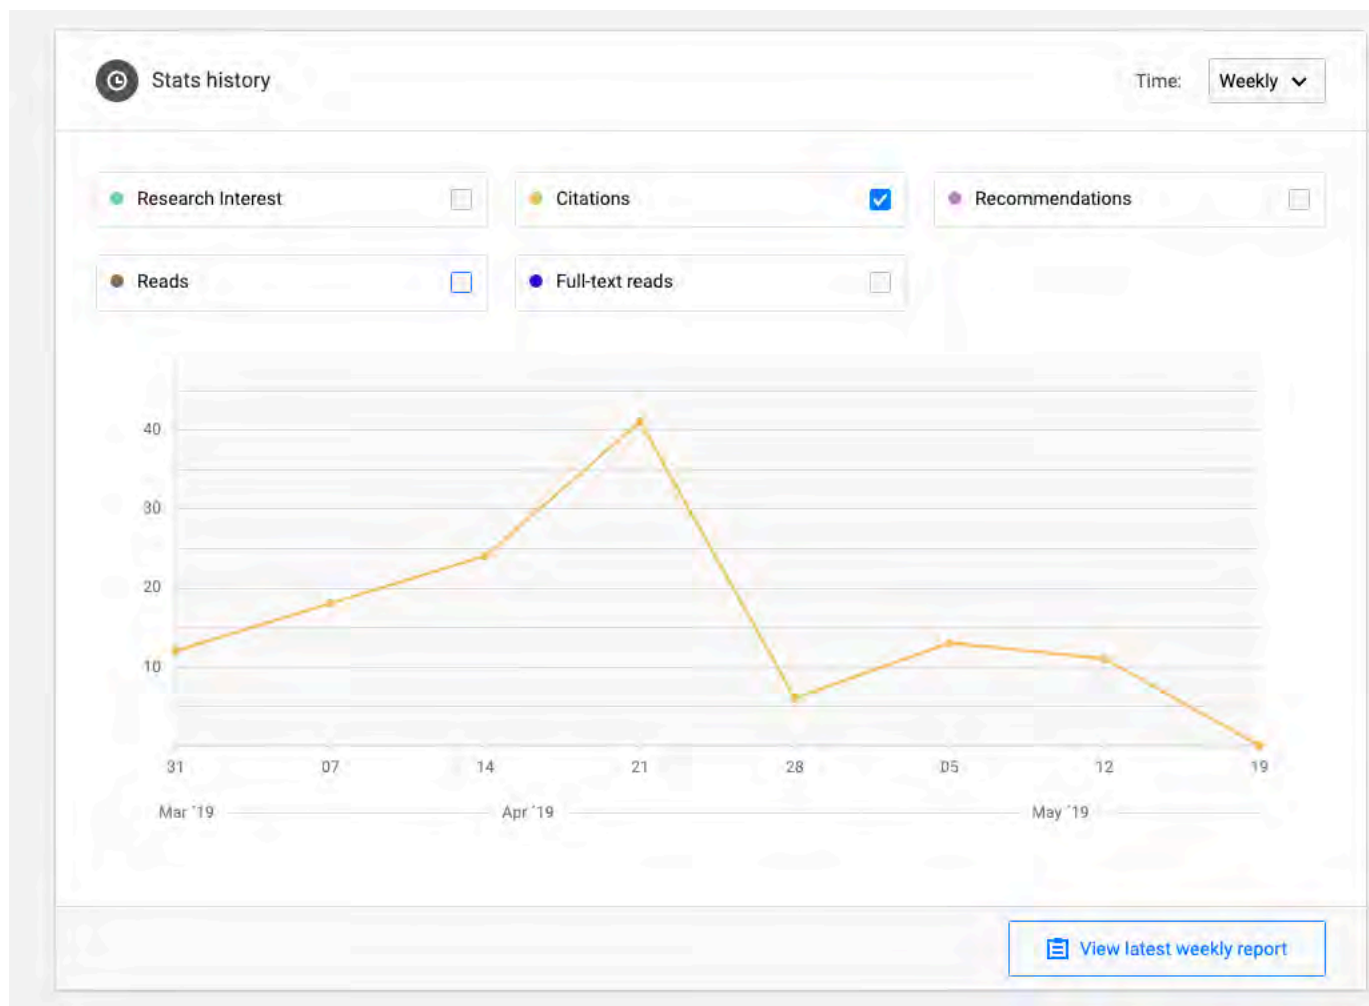 Stats history
Time: Weekly
Research Interest
Citations
Recommendations
Reads
Full-text reads
40
30
20
10
31 07 14 21 28 05 12 19
Mar '19 Apr '19 May '19
View latest weekly report